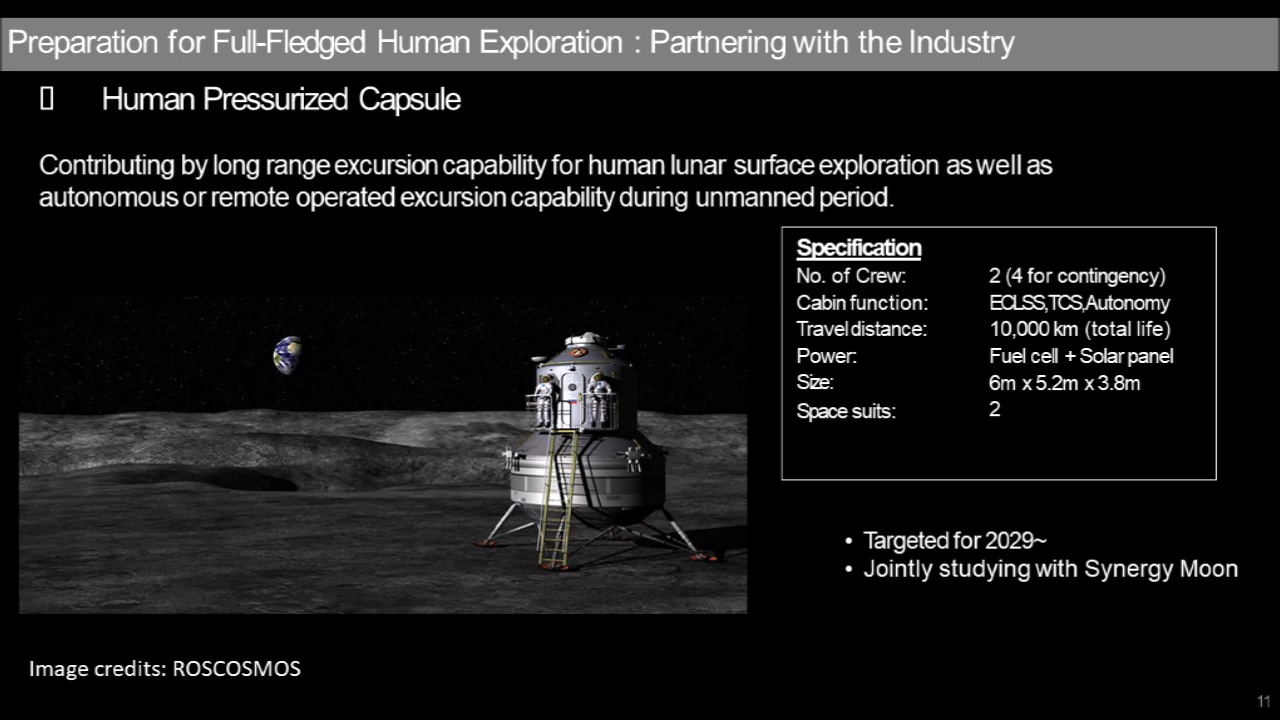 Preparation for Full-Fledged Human Exploration : Partnering with the Industry
Human Pressurized Capsule
Contributing by long range excursion capability for human lunar surface exploration as well as
autonomous or remote operated excursion capability during unmanned period.
Specification
No. of Crew: 2 (4 for contingency)
Cabin function: ECLSS,TCS,Autonomy
Travel distance: 10,000 km (total life)
Power: Fuel cell + Solar panel
Size: 6m x 5.2m x 3.8m
Space suits: 2
• Targeted for 2029~
• Jointly studying with Synergy Moon
Image credits: ROSCOSMOS
11